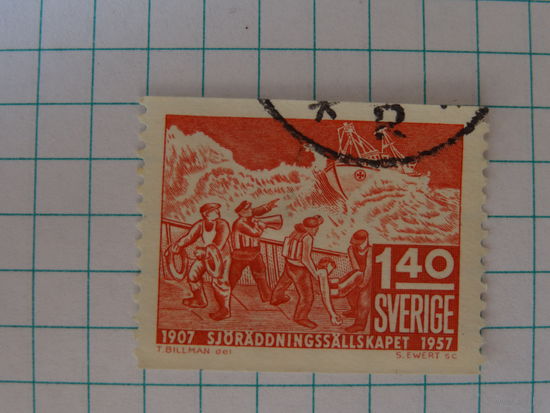 * R
1 40
SVERIGE
1907 SJÖRÄDDNINGSSÄLLSKAPET 1957
T. BILLMAN del S. EWERT SC